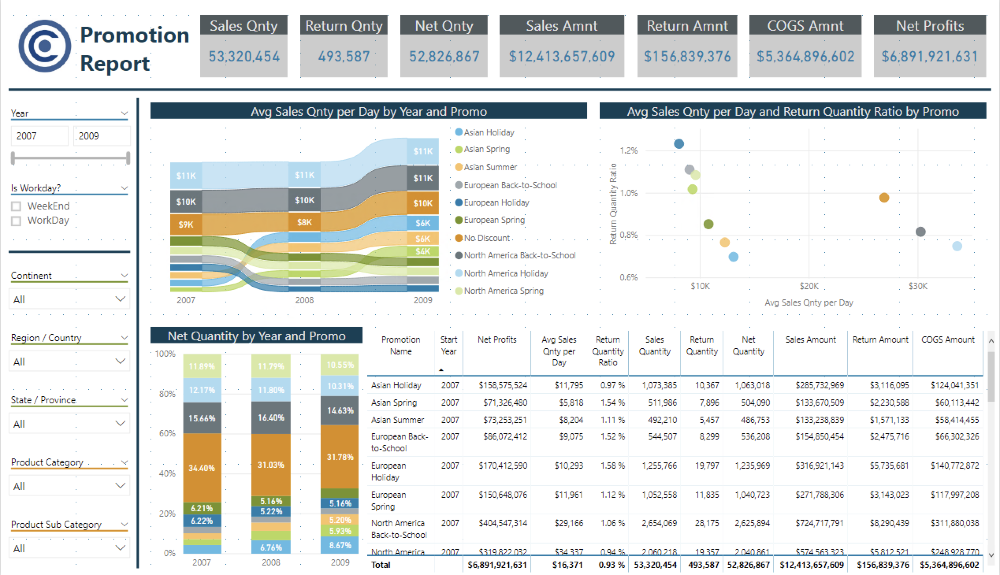 Promotion
Report
Sales Qnty
53,320,454
Return Qnty
493,587
Net Qnty
52,826,867
Sales Amnt
$12,413,657,609
Return Amnt
$156,839,376
COGS Amnt
$5,364,896,602
Net Profits
$6,891,921,631
Year
2007 2009
Is Workday?
WeekEnd
WorkDay
Continent
All
Region / Country
All
State / Province
All
Product Category
All
Product Sub Category
All
Avg Sales Qnty per Day by Year and Promo
$11K $11K $11K
$10K $10K $11K
$9K $8K $10K
$6K
$6K
$4K
2007 2008 2009
Asian Holiday
Asian Spring
Asian Summer
European Back-to-School
European Holiday
European Spring
No Discount
North America Back-to-School
North America Holiday
North America Spring
Avg Sales Qnty per Day and Return Quantity Ratio by Promo
Return Quantity Ratio
1.2%
1.0%
0.8%
0.6%
$10K $20K $30K
Avg Sales Qnty per Day
Net Quantity by Year and Promo
100%
80%
60%
40%
20%
0%
11.89% 11.79% 10.55%
12.17% 11.80% 10.31%
15.66% 16.40% 14.63%
34.40% 31.03% 31.78%
6.21% 5.16%
6.22% 5.22% 5.16%
5.20%
5.93%
6.76% 8.67%
2007 2008 2009
Promotion Start Net Profits Avg Sales Return Sales Return Net Sales Amount Return Amount COGS Amount
Name Year Qnty per Quantity Quantity Quantity Quantity
Day Ratio
Asian Holiday 2007 $158,575,524 $11,795 0.97 % 1,073,385 10,367 1,063,018 $285,732,969 $3,116,095 $124,041,351
Asian Spring 2007 $71,326,480 $5,818 1.54 % 511,986 7,896 504,090 $133,670,509 $2,230,588 $60,113,442
Asian Summer 2007 $73,253,251 $8,204 1.11 % 492,210 5,457 486,753 $133,238,839 $1,571,133 $58,414,455
European Back- 2007 $86,072,412 $9,075 1.52 % 544,507 8,299 536,208 $154,850,454 $2,475,716 $66,302,326
to-School
European 2007 $170,412,590 $10,293 1.58 % 1,255,766 19,797 1,235,969 $316,921,143 $5,735,681 $140,772,872
Holiday
European 2007 $150,648,076 $11,961 1.12 % 1,052,558 11,835 1,040,723 $271,788,306 $3,143,023 $117,997,208
Spring
North America 2007 $404,547,314 $29,166 1.06 % 2,654,069 28,175 2,625,894 $724,717,791 $8,290,439 $311,880,038
Back-to-School
North America 2007 $319,822,032 $34,337 0.94 % 2,060,218 19,357 2,040,861 $574,563,323 $5,812,521 $248,928,770
Total $6,891,921,631 $16,371 0.93 % 53,320,454 493,587 52,826,867 $12,413,657,609 $156,839,376 $5,364,896,602